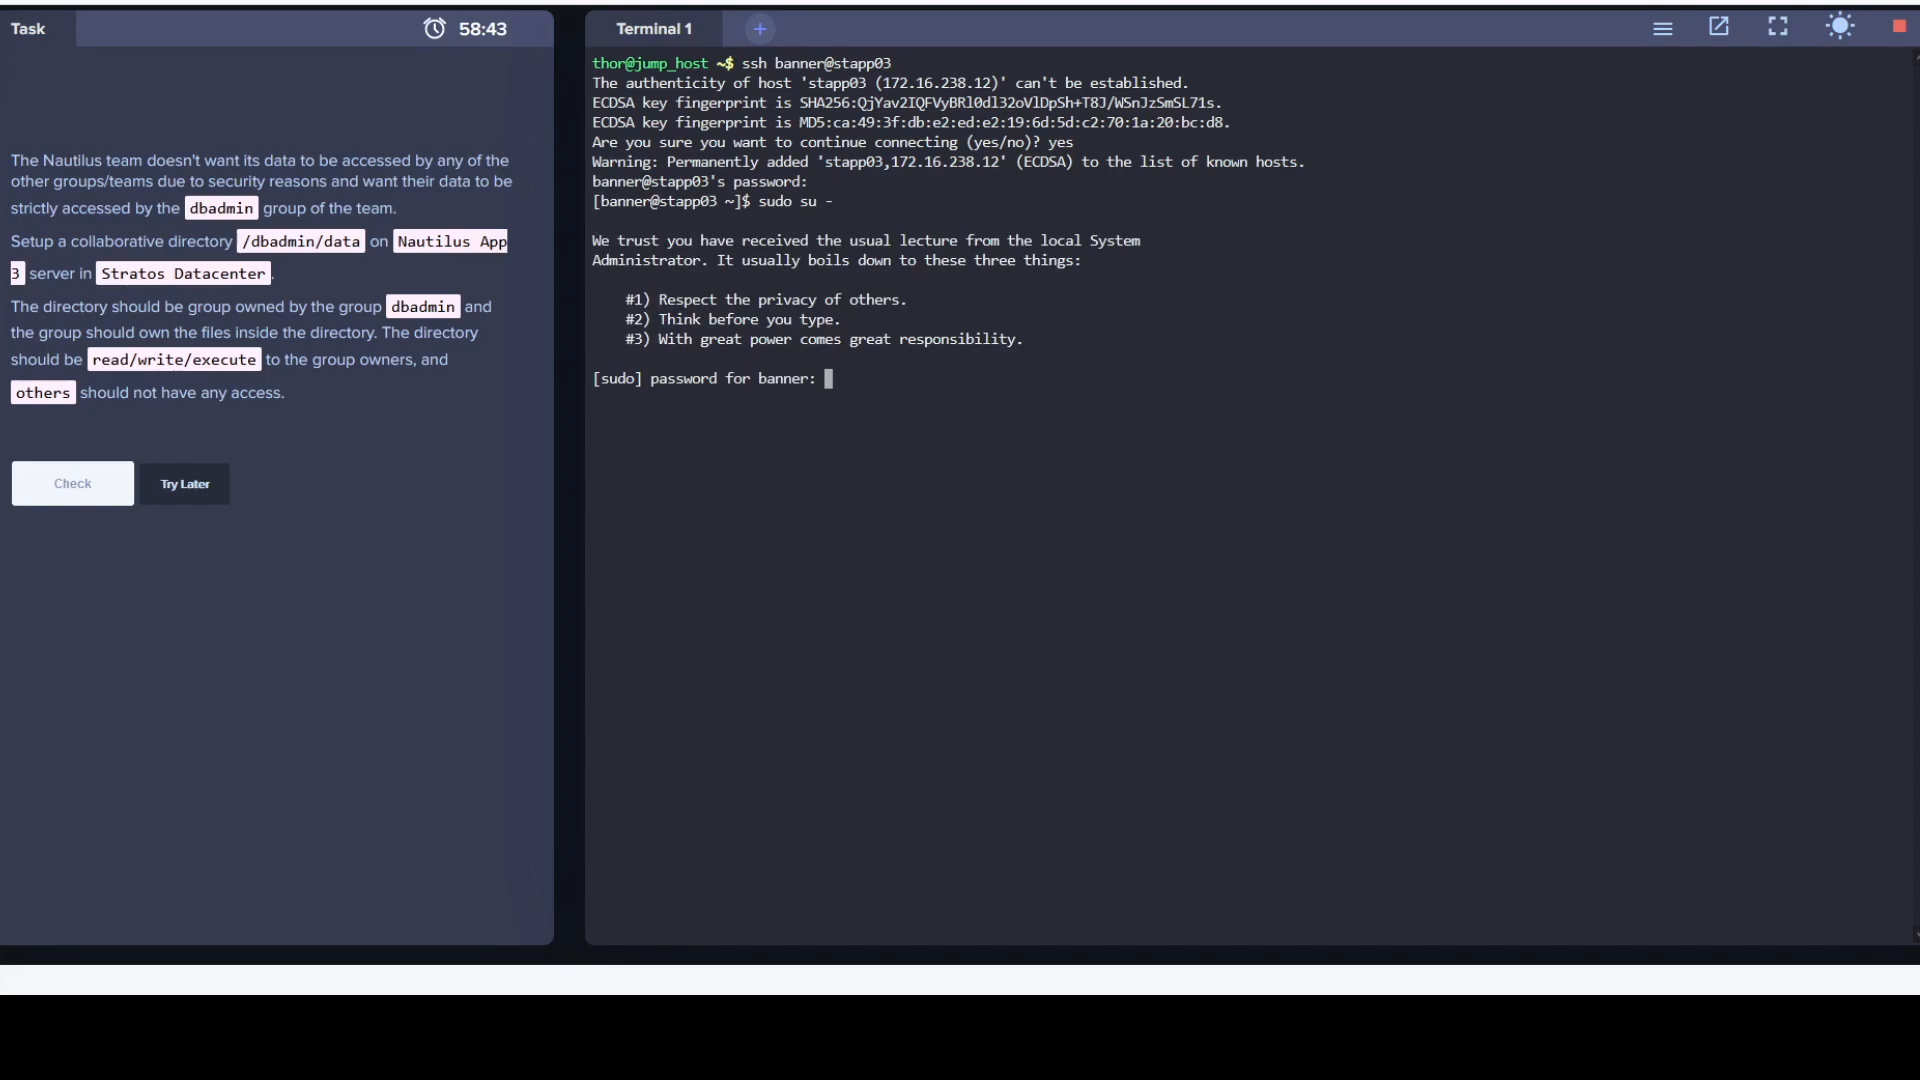 Task
58:43
The Nautilus team doesn't want its data to be accessed by any of the
other groups/teams due to security reasons and want their data to be
strictly accessed by the dbadmin group of the team.
Setup a collaborative directory /dbadmin/data on Nautilus App
3 server in Stratos Datacenter.
The directory should be group owned by the group dbadmin and
the group should own the files inside the directory. The directory
should be read/write/execute to the group owners, and
others should not have any access.
Check
Try Later
Terminal 1
+
thor@jump_host ~$ ssh banner@stapp03
The authenticity of host 'stapp03 (172.16.238.12)' can't be established.
ECDSA key fingerprint is SHA256:QjYav2IQFVyBRl0dl32oVlDpSh+T8J/WSnJzSmSL71s.
ECDSA key fingerprint is MD5:ca:49:3f:db:e2:ed:e2:19:6d:5d:c2:70:1a:20:bc:d8.
Are you sure you want to continue connecting (yes/no)? yes
Warning: Permanently added 'stapp03,172.16.238.12' (ECDSA) to the list of known hosts.
banner@stapp03's password:
[banner@stapp03 ~]$ sudo su -
We trust you have received the usual lecture from the local System
Administrator. It usually boils down to these three things:
#1) Respect the privacy of others.
#2) Think before you type.
#3) With great power comes great responsibility.
[sudo] password for banner: